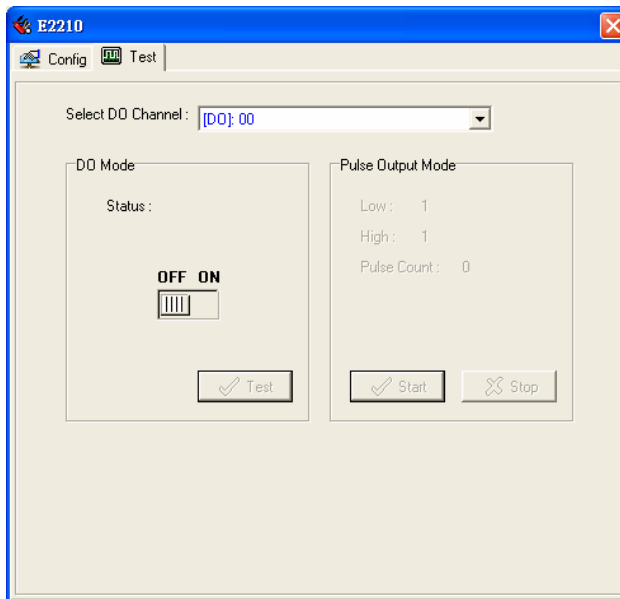 E2210
Config Test
Select DO Channel : [DO]: 00
DO Mode
Status :
OFF ON
Test
Pulse Output Mode
Low : 1
High : 1
Pulse Count : 0
Start Stop